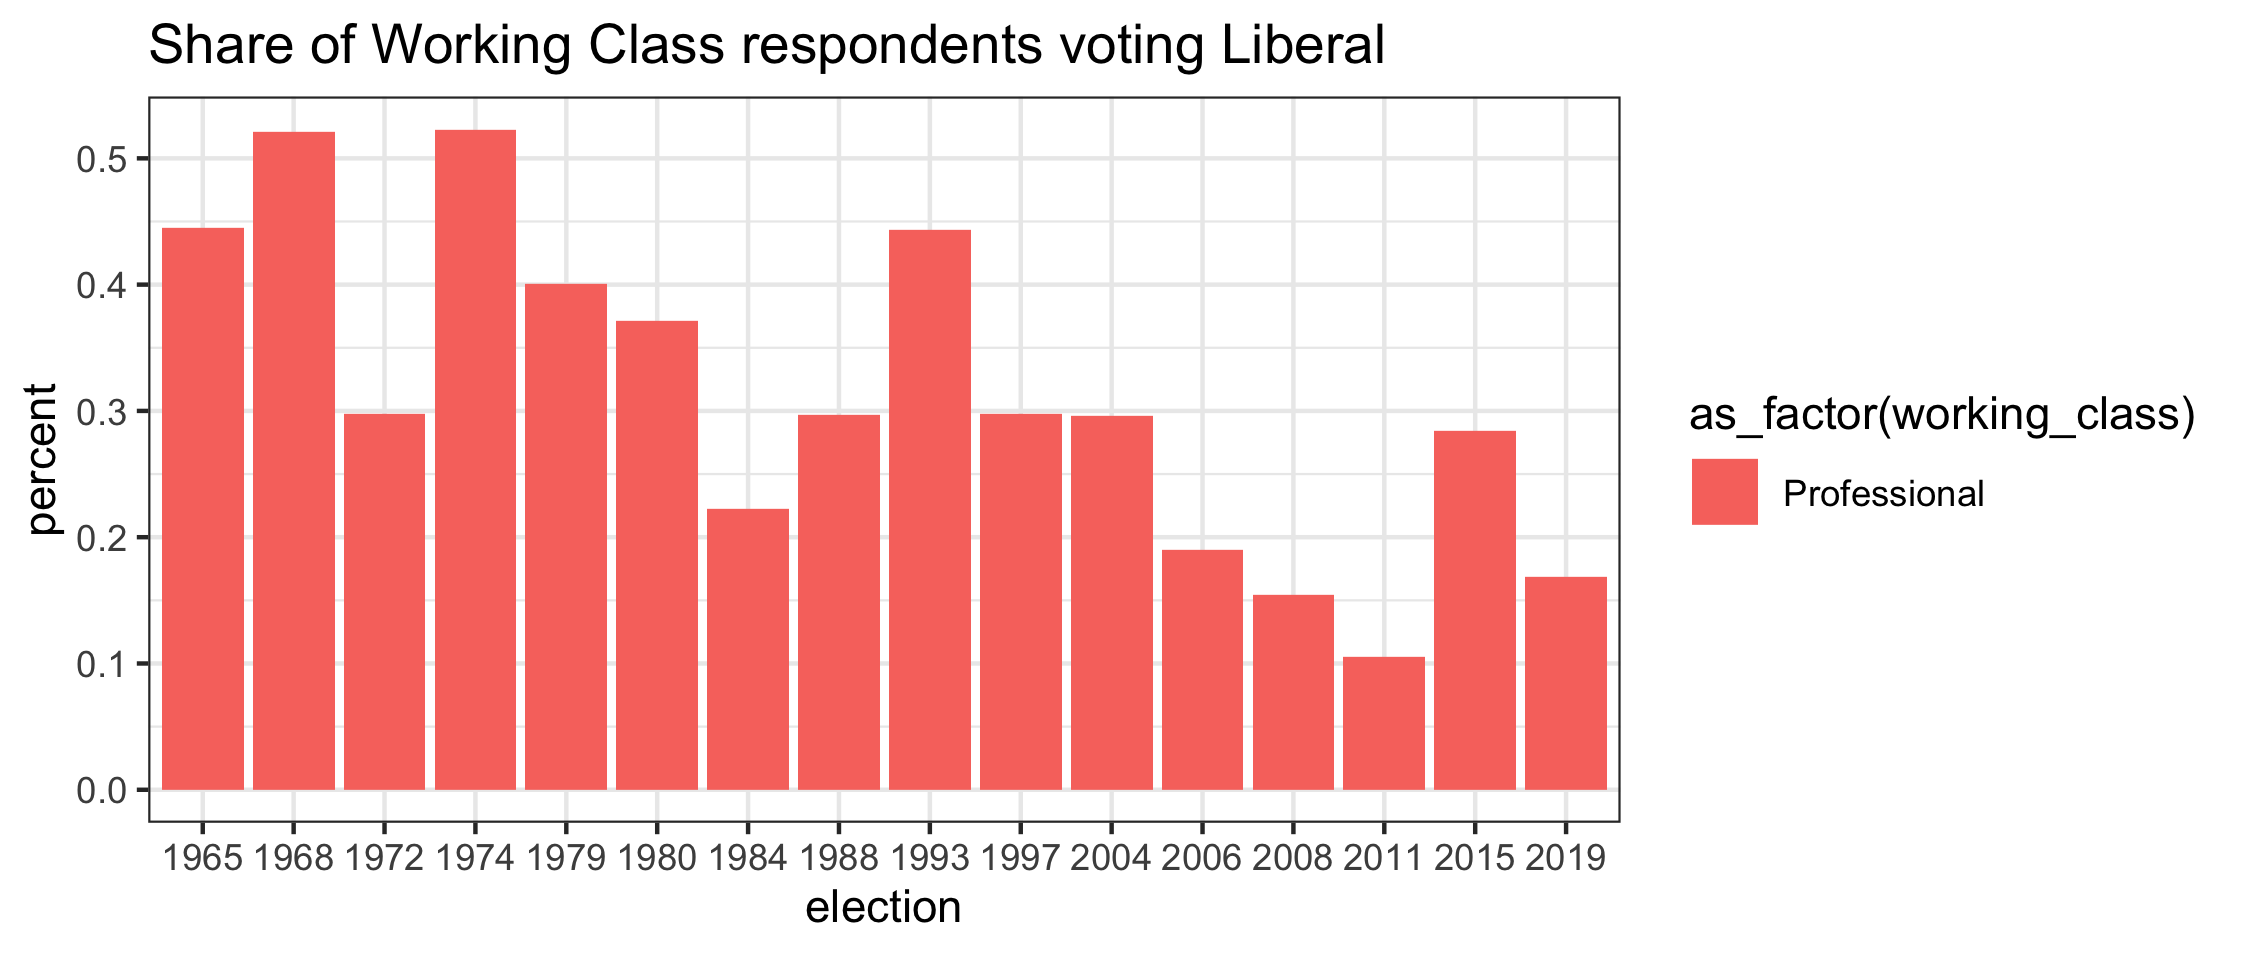 Share of Working Class respondents voting Liberal
percent
0.5
0.4
0.3
0.2
0.1
0.0
1965 1968 1972 1974 1979 1980 1984 1988 1993 1997 2004 2006 2008 2011 2015 2019
election
as_factor(working_class)
Professional